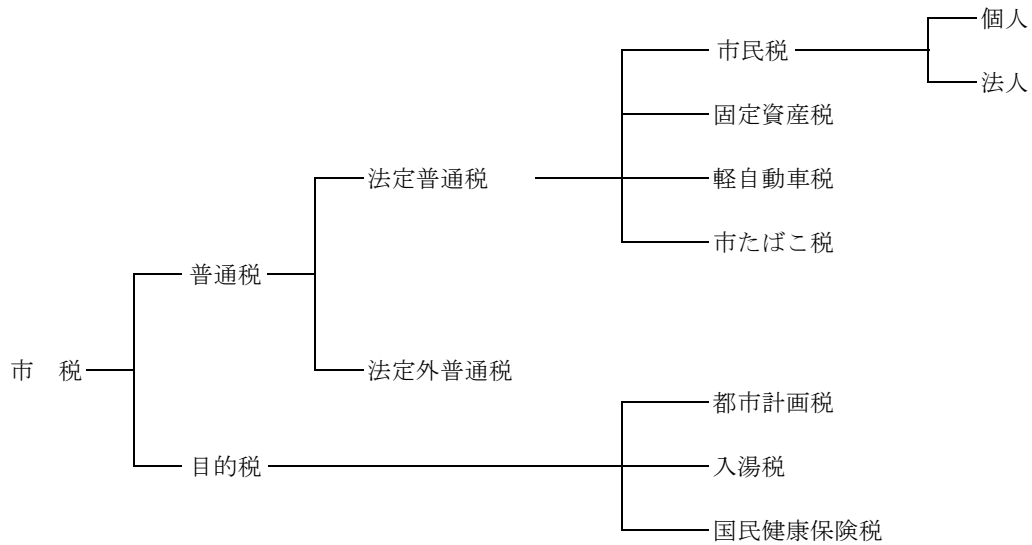 個人
市民税
法人
固定資産税
法定普通税
軽自動車税
市たばこ税
普通税
市　税
法定外普通税
都市計画税
目的税
入湯税
国民健康保険税